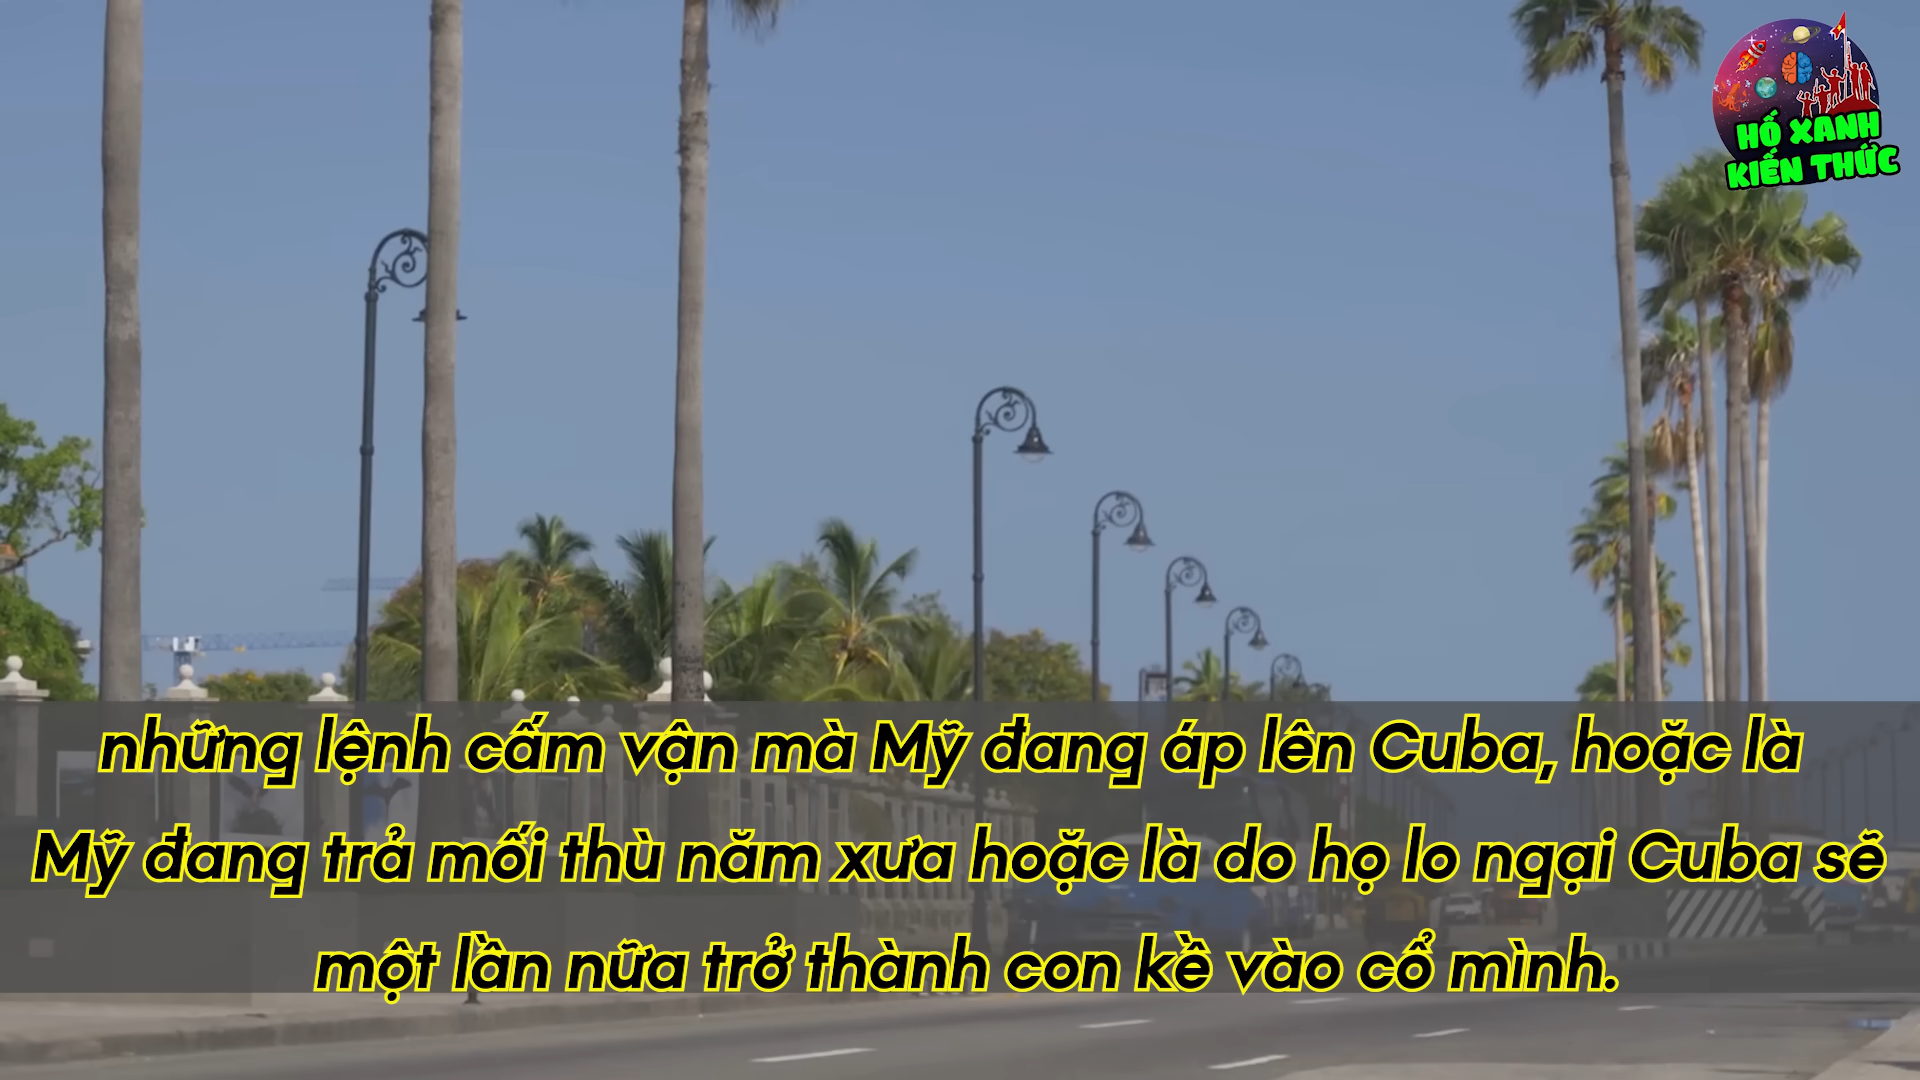 HỐ XANH
KIẾN THỨC
những lệnh cấm vận mà Mỹ đang áp lên Cuba, hoặc là
Mỹ đang trả mối thù năm xưa hoặc là do họ lo ngại Cuba sẽ
một lần nữa trở thành con kề vào cổ mình.